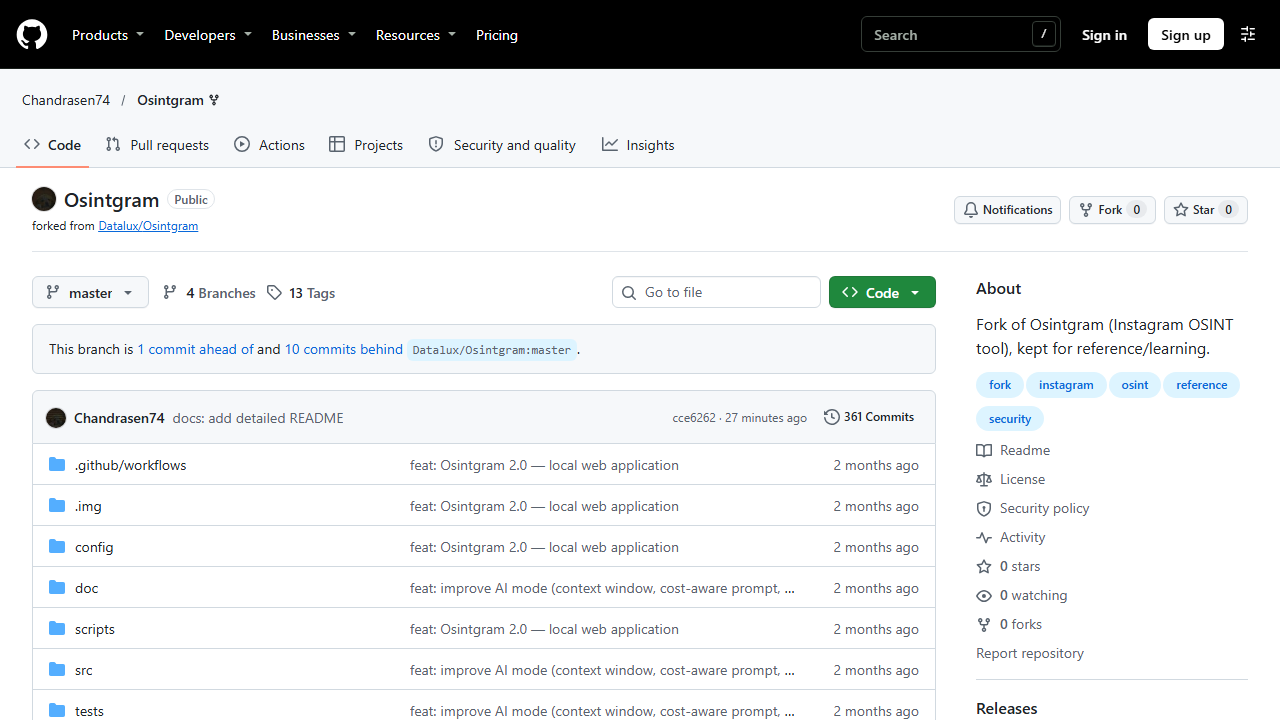 Products Developers Businesses Resources Pricing Search / Sign in Sign up
Chandrasen74 / Osintgram
Code Pull requests Actions Projects Security and quality Insights
Osintgram Public
forked from Datalux/Osintgram
Notifications Fork 0 Star 0
master 4 Branches 13 Tags Go to file Code
This branch is 1 commit ahead of and 10 commits behind Datalux/Osintgram:master .
Chandrasen74 docs: add detailed README cce6262 · 27 minutes ago 361 Commits
.github/workflows feat: Osintgram 2.0 — local web application 2 months ago
.img feat: Osintgram 2.0 — local web application 2 months ago
config feat: Osintgram 2.0 — local web application 2 months ago
doc feat: improve AI mode (context window, cost-aware prompt, … 2 months ago
scripts feat: Osintgram 2.0 — local web application 2 months ago
src feat: improve AI mode (context window, cost-aware prompt, … 2 months ago
tests feat: improve AI mode (context window, cost-aware prompt, … 2 months ago
About
Fork of Osintgram (Instagram OSINT
tool), kept for reference/learning.
fork instagram osint reference
security
Readme
License
Security policy
Activity
0 stars
0 watching
0 forks
Report repository
Releases